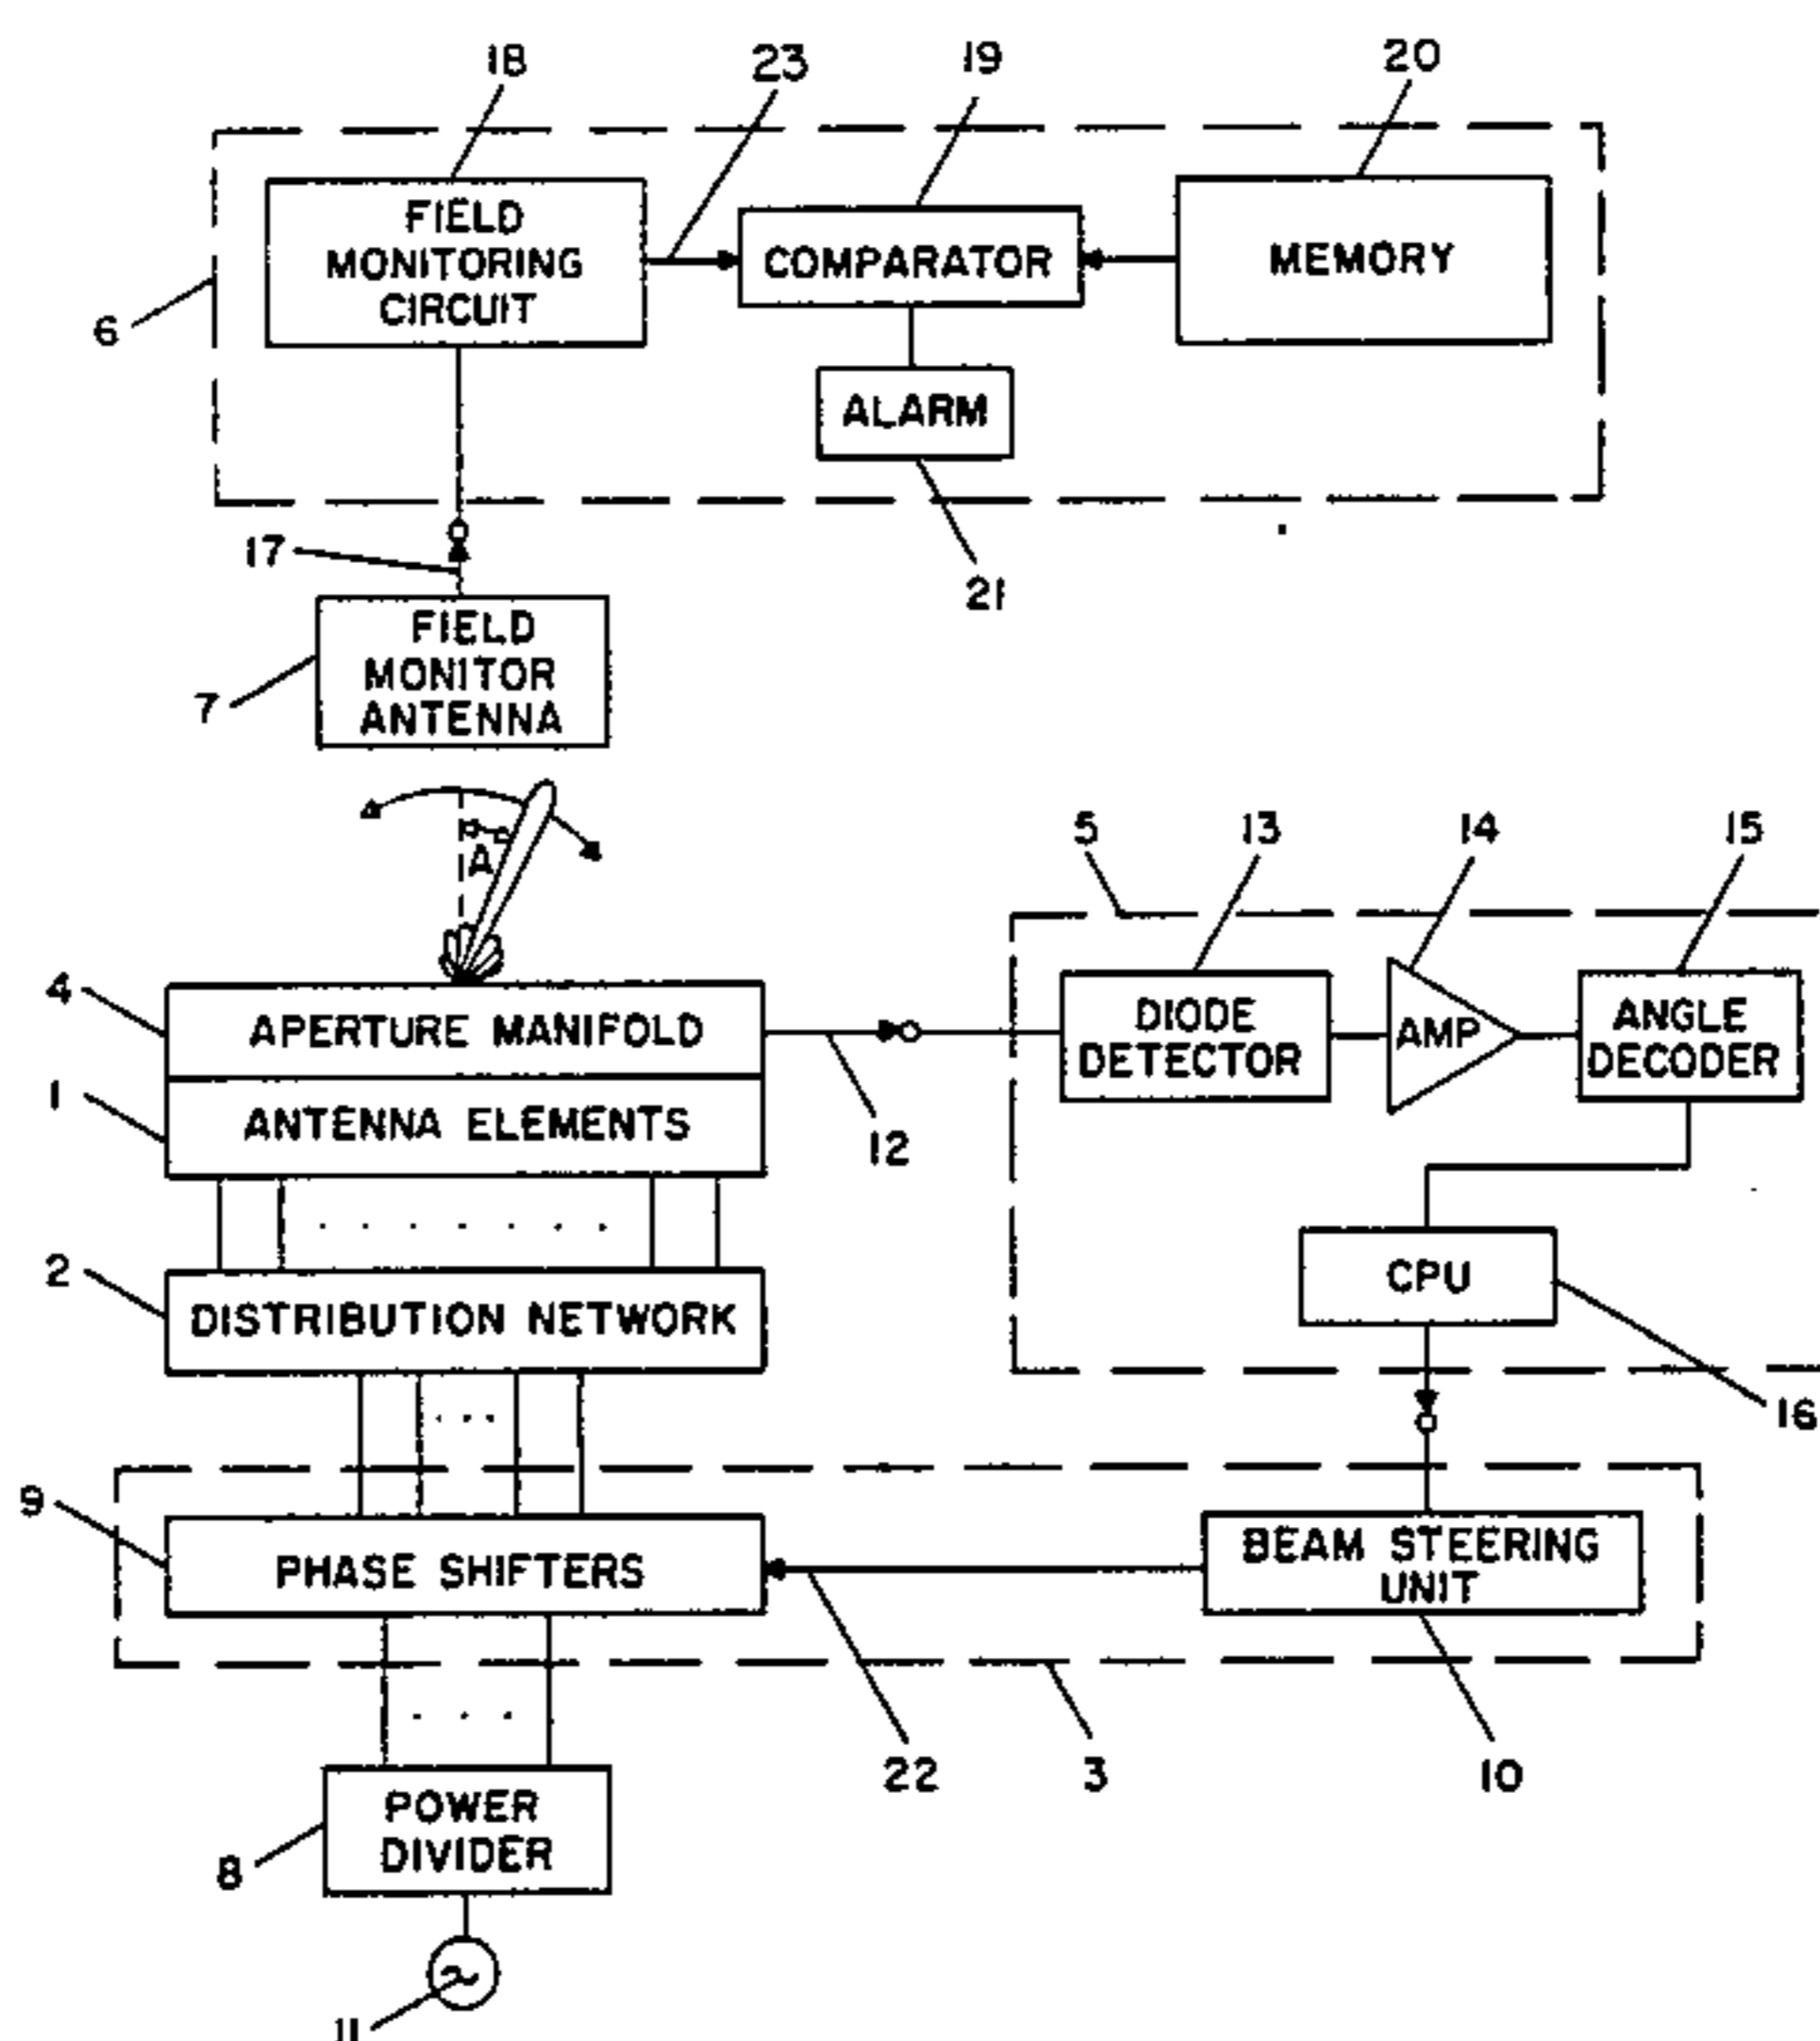 18
23
19
20
FIELD
MONITORING
CIRCUIT
COMPARATOR
MEMORY
6
ALARM
17
21
FIELD
MONITOR
ANTENNA
7
A
5
13
14
15
4
APERTURE MANIFOLD
DIODE
DETECTOR
AMP
ANGLE
DECODER
1
ANTENNA ELEMENTS
12
2
DISTRIBUTION NETWORK
CPU
16
9
PHASE SHIFTERS
BEAM STEERING
UNIT
22
3
10
POWER
DIVIDER
8
11